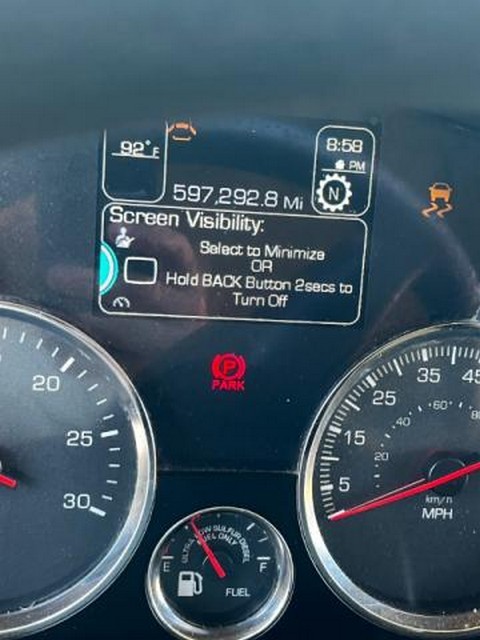 92°F
8:58
PM
597,292.8 Mi
N
Screen Visibility:
Select to Minimize
OR
Hold BACK Button 2secs to
Turn Off
P
PARK
20
25
30
5
15
25
35
45
20
40
60
80
km/h
MPH
ULTRA LOW SULFUR DIESEL
FUEL ONLY
E
F
FUEL